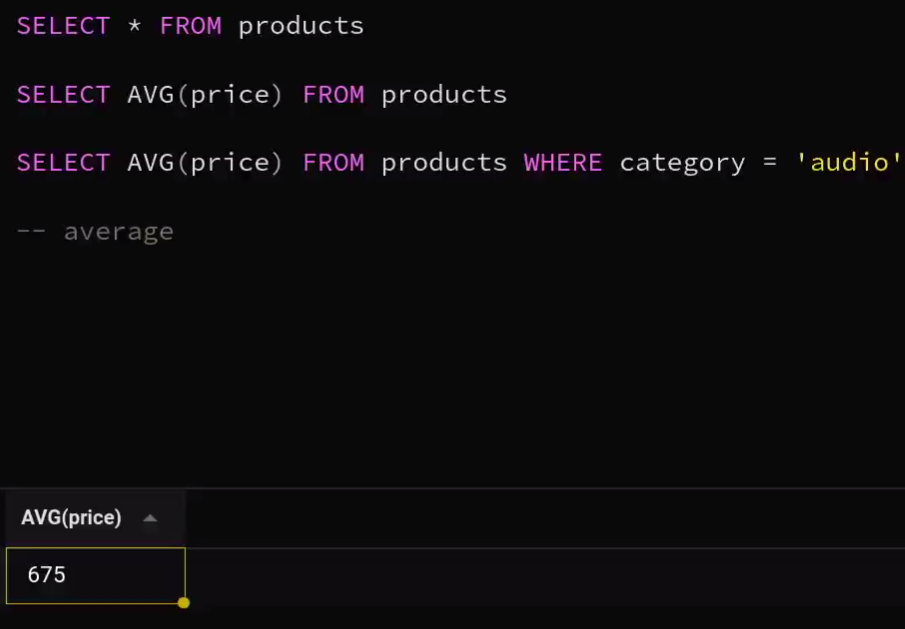 SELECT * FROM products
SELECT AVG(price) FROM products
SELECT AVG(price) FROM products WHERE category = 'audio'
-- average
AVG(price)
675